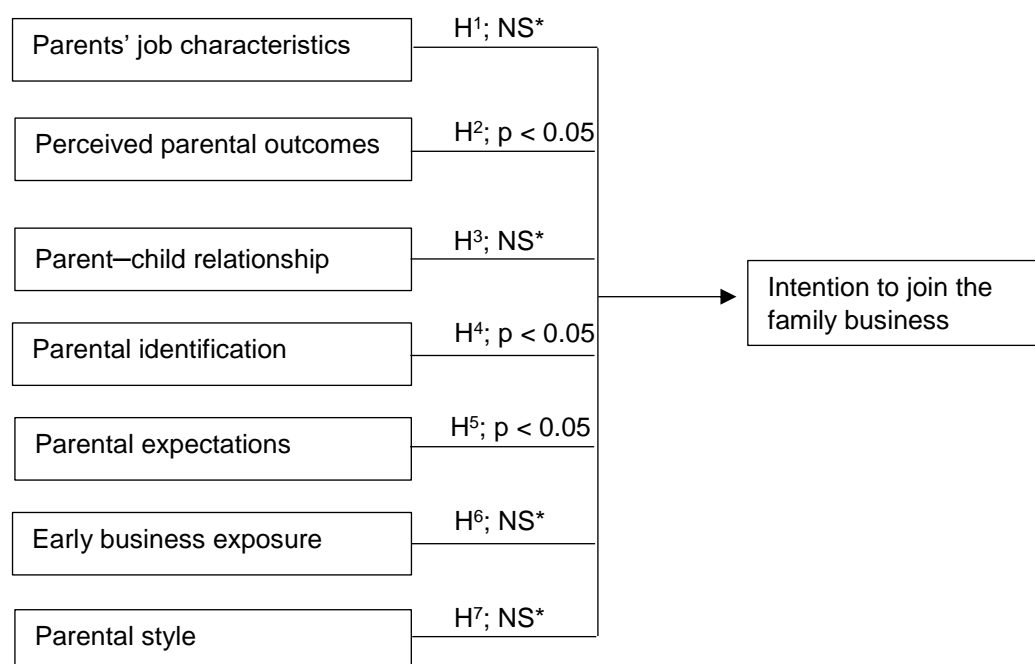 Parents’ job characteristics
H¹; NS*
Perceived parental outcomes
H²; p < 0.05
Parent–child relationship
H³; NS*
Parental identification
H⁴; p < 0.05
Parental expectations
H⁵; p < 0.05
Early business exposure
H⁶; NS*
Parental style
H⁷; NS*
Intention to join the
family business